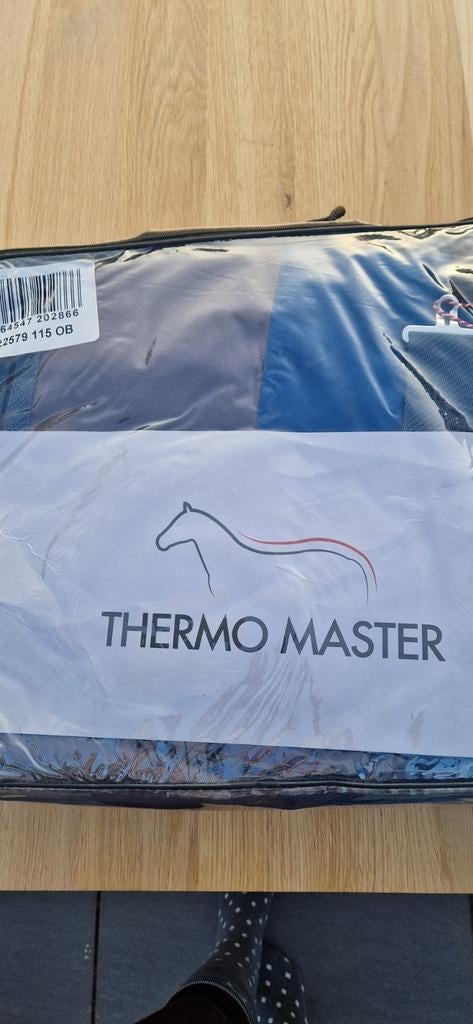 64547 202866
22579 115 OB
THERMO MASTER